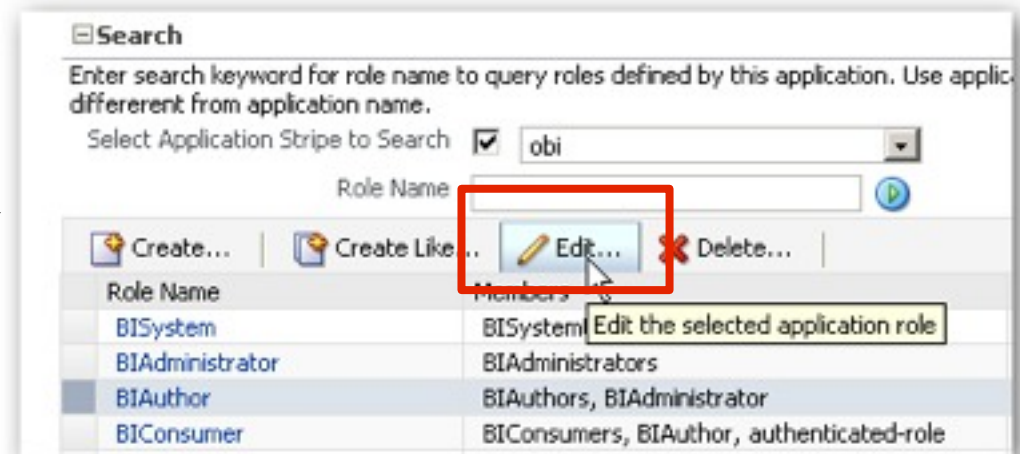 Search
Enter search keyword for role name to query roles defined by this application. Use applic
differerent from application name.
Select Application Stripe to Search obi
Role Name
Create... Create Like... Edit... Delete...
Role Name Members
BISystem BISystem
Edit the selected application role
BIAdministrator BIAdministrators
BIAuthor BIAuthors, BIAdministrator
BIConsumer BIConsumers, BIAuthor, authenticated-role